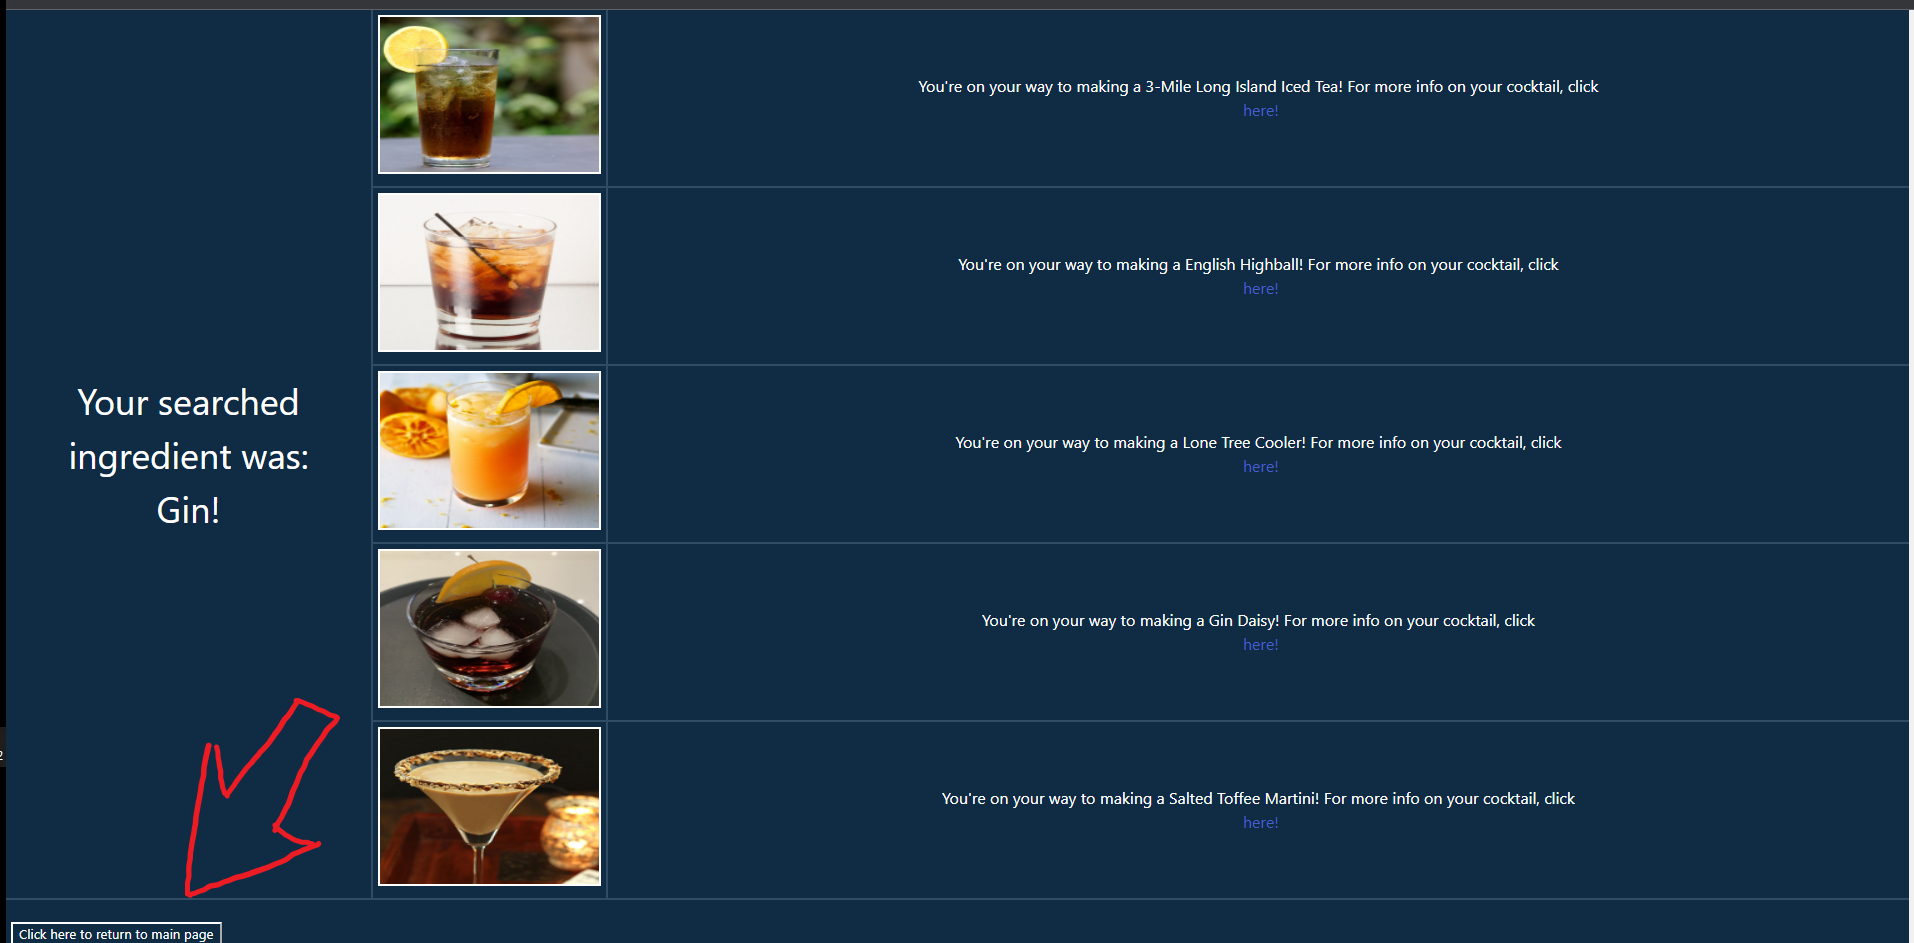 Your searched
ingredient was:
Gin!
You're on your way to making a 3-Mile Long Island Iced Tea! For more info on your cocktail, click
here!
You're on your way to making a English Highball! For more info on your cocktail, click
here!
You're on your way to making a Lone Tree Cooler! For more info on your cocktail, click
here!
You're on your way to making a Gin Daisy! For more info on your cocktail, click
here!
You're on your way to making a Salted Toffee Martini! For more info on your cocktail, click
here!
2
Click here to return to main page